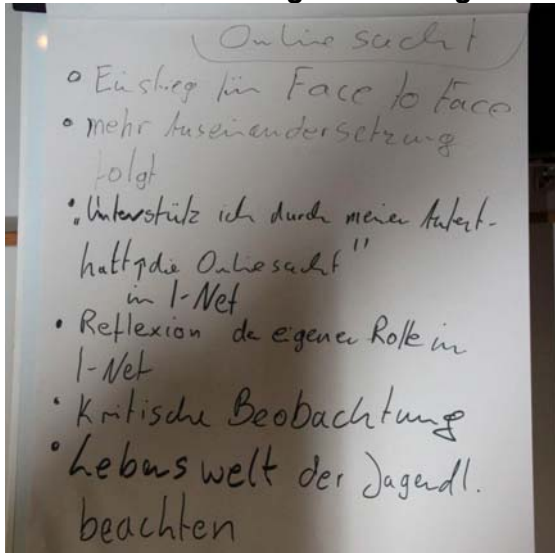 Onlinesucht
• Einstieg für Face to Face
• mehr Auseinandersetzung
folgt
• "Unterstütz ich durch meinen Aufent-
halt die Onlinesucht"
in I-Net
• Reflexion der eigenen Rolle im
I-Net
• Kritische Beobachtung
• Lebenswelt der Jugendl.
beachten